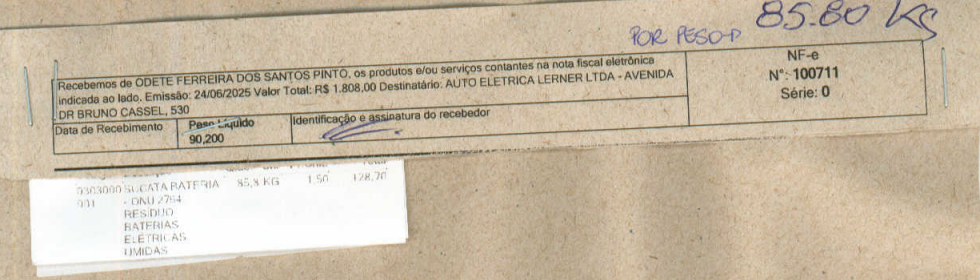 POR PESO 85.80 KG
Recebemos de ODETE FERREIRA DOS SANTOS PINTO, os produtos e/ou serviços contantes na nota fiscal eletrônica
indicada ao lado. Emissão: 24/06/2025 Valor Total: R$ 1.808,00 Destinatário: AUTO ELETRICA LERNER LTDA - AVENIDA
DR BRUNO CASSEL, 530
NF-e
N°: 100711
Série: 0
Data de Recebimento
Peso Líquido
90,200
Identificação e assinatura do recebedor
0303000 SUCATA BATERIA 85,8 KG 1,50 128,70
001 - ONU 2794
RESIDUO
BATERIAS
ELETRICAS
UMIDAS